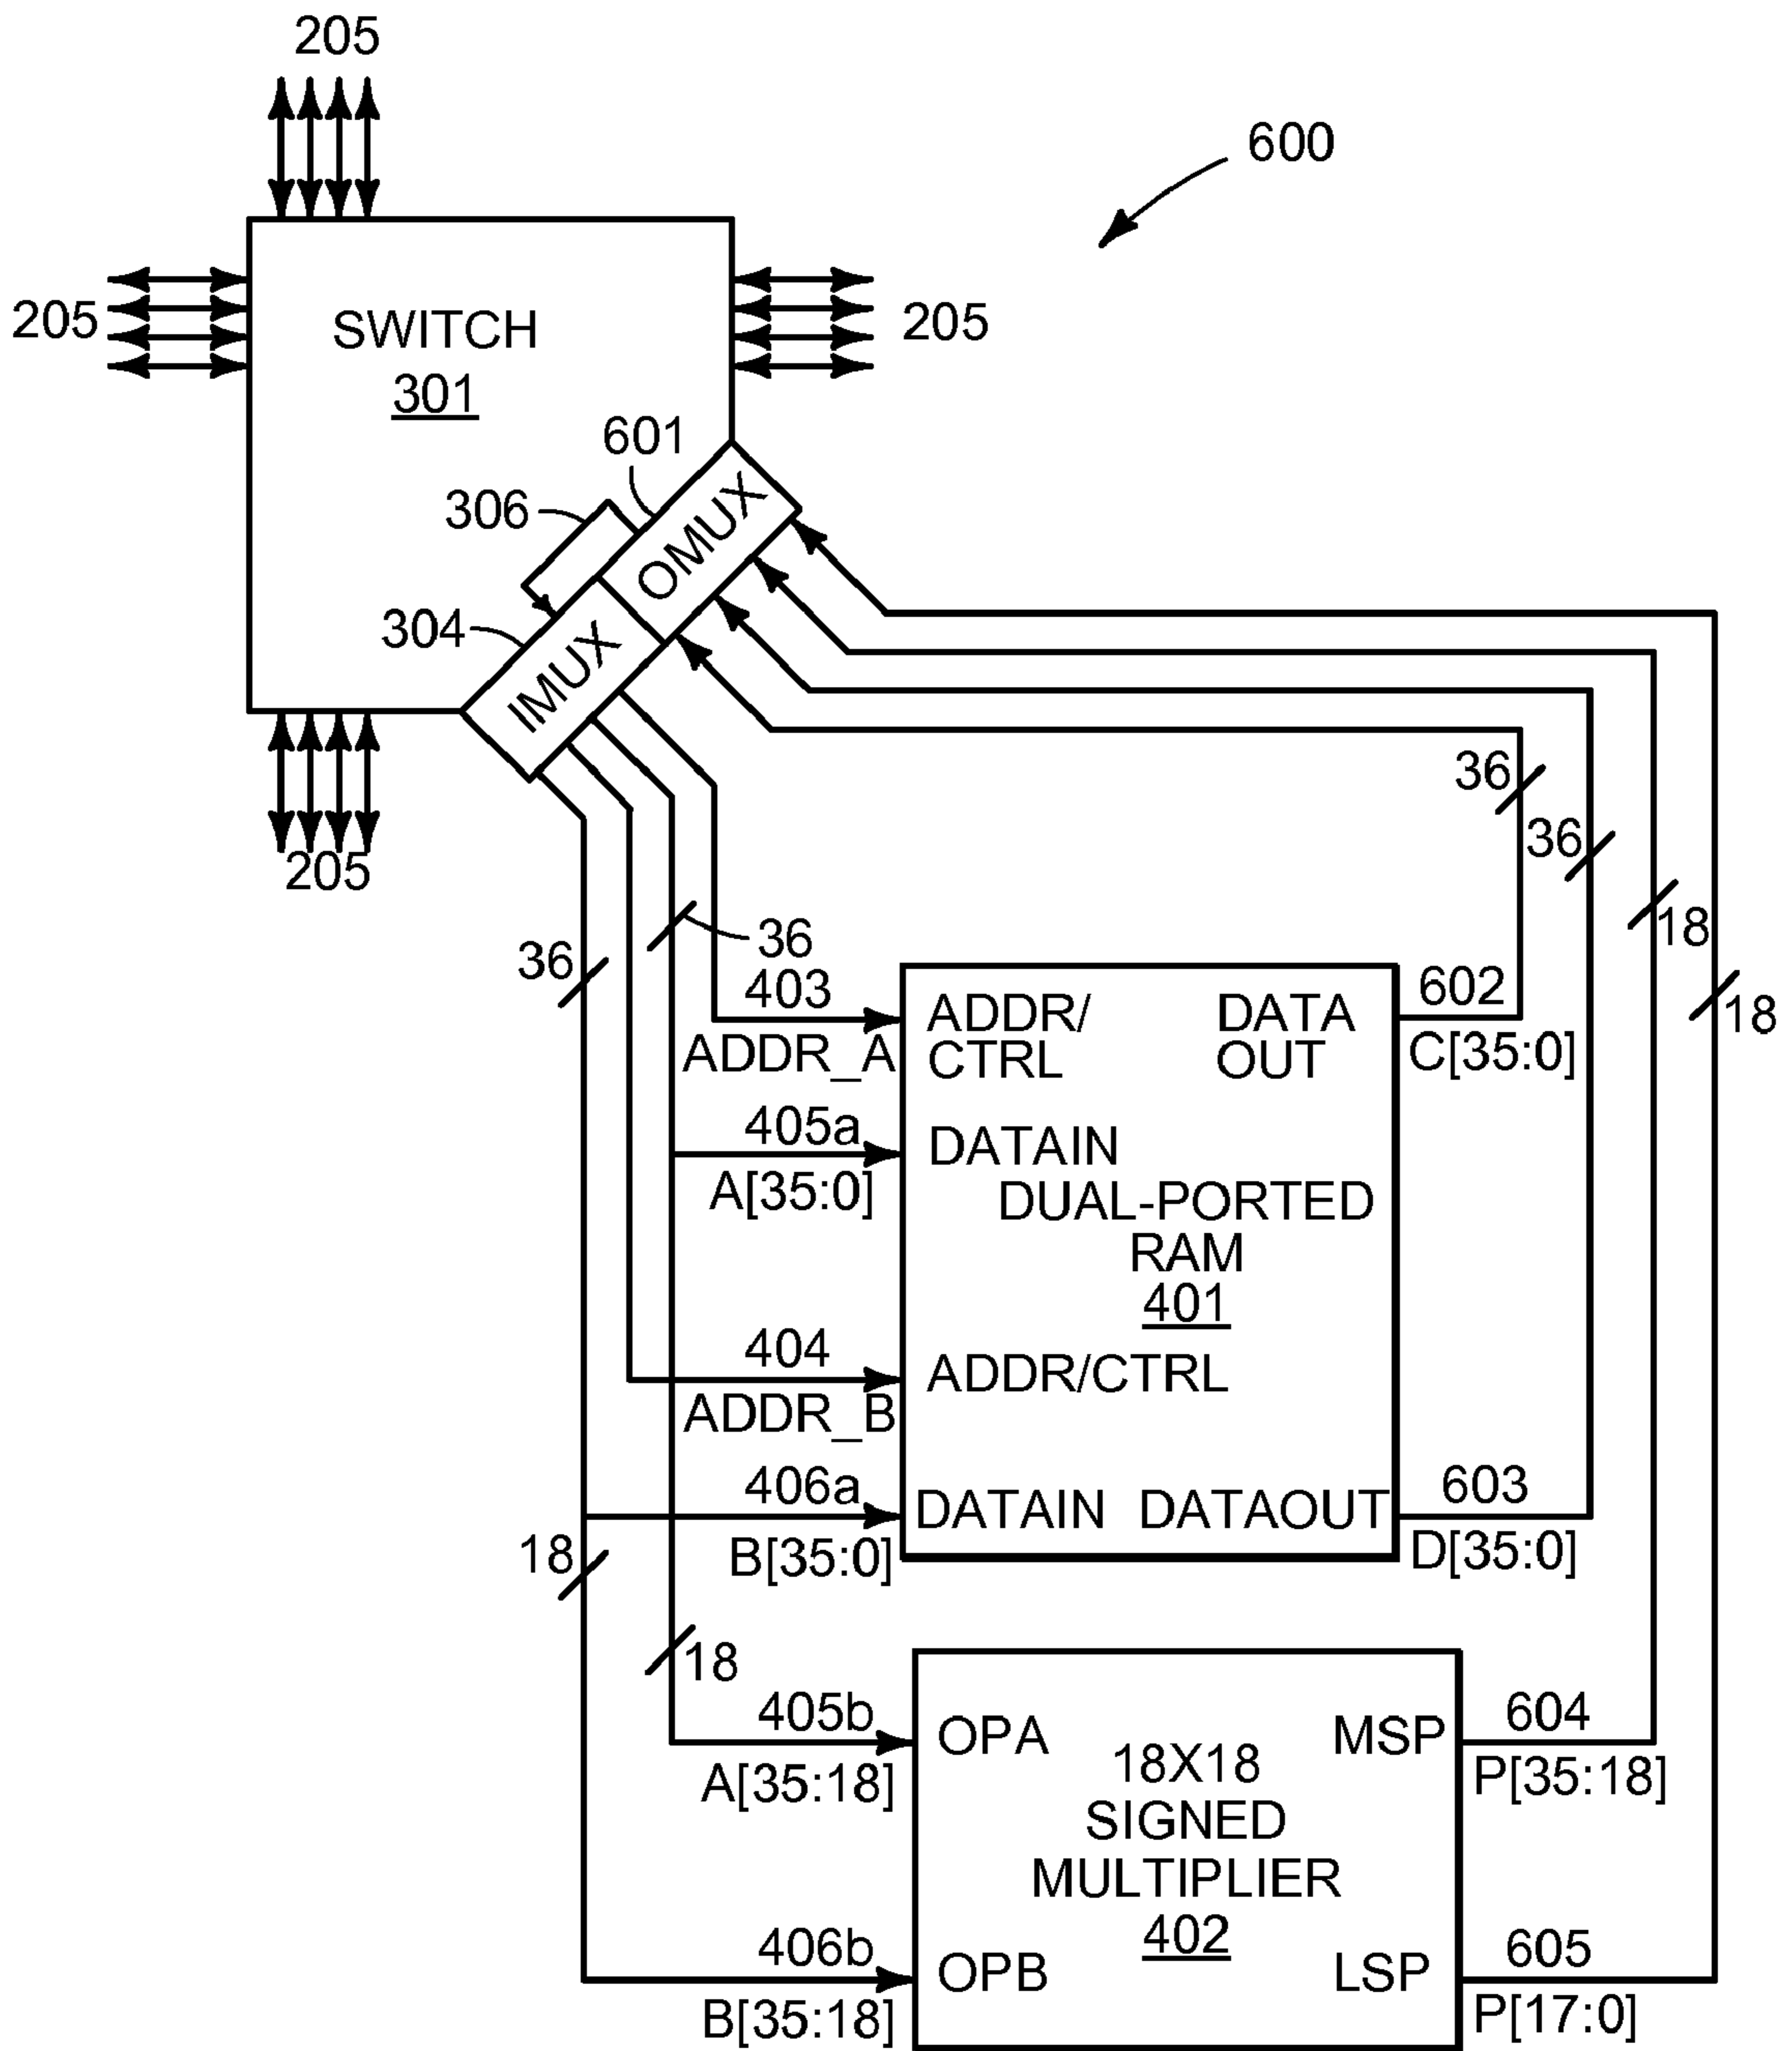 205
600
205
SWITCH
301
205
601
306
OMUX
304
IMUX
205
36
36
18
18
36
36
403
ADDR_A
ADDR/
CTRL
DATA
OUT
602
C[35:0]
405a
A[35:0]
DATAIN
DUAL-PORTED
RAM
401
404
ADDR_B
ADDR/CTRL
406a
B[35:0]
DATAIN
DATAOUT
603
D[35:0]
18
18
405b
A[35:18]
OPA
MSP
604
P[35:18]
18X18
SIGNED
MULTIPLIER
402
406b
B[35:18]
OPB
LSP
605
P[17:0]